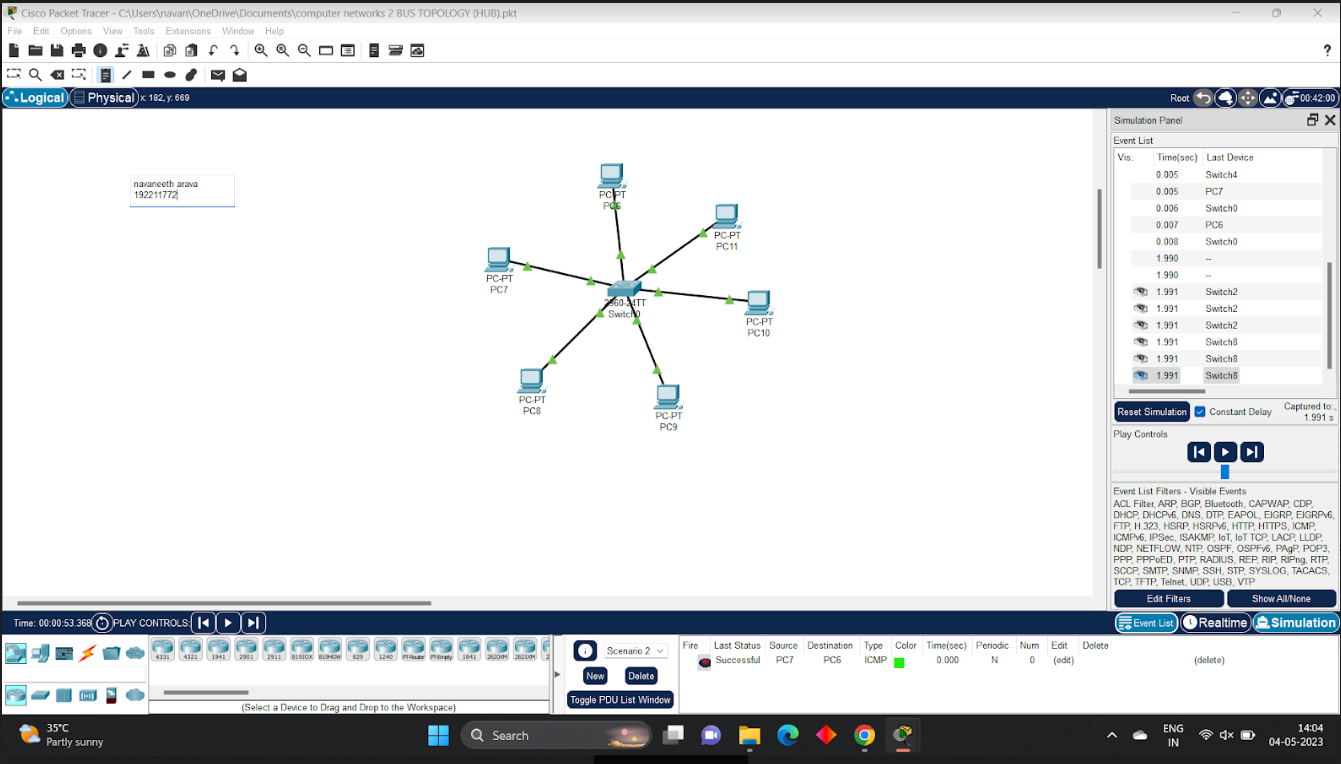 Cisco Packet Tracer - C:\Users\navan\OneDrive\Documents\computer networks 2 BUS TOPOLOGY (HUB).pkt
File Edit Options View Tools Extensions Window Help
?
Logical Physical x: 182, y: 669
Root 00:42:00
navaneeth arava
192211772
PC-PT
PC6
PC-PT
PC11
PC-PT
PC7
2960-24TT
Switch0
PC-PT
PC10
PC-PT
PC8
PC-PT
PC9
Simulation Panel
Event List
Vis. Time(sec) Last Device
0.005 Switch4
0.005 PC7
0.006 Switch0
0.007 PC6
0.008 Switch0
1.990 --
1.990 --
1.991 Switch2
1.991 Switch2
1.991 Switch2
1.991 Switch8
1.991 Switch8
1.991 Switch8
Reset Simulation Constant Delay Captured to:
1.991 s
Play Controls
Event List Filters - Visible Events
ACL Filter, ARP, BGP, Bluetooth, CAPWAP, CDP,
DHCP, DHCPv6, DNS, DTP, EAPOL, EIGRP, EIGRPv6,
FTP, H.323, HSRP, HSRPv6, HTTP, HTTPS, ICMP,
ICMPv6, IPSec, ISAKMP, IoT, IoT TCP, LACP, LLDP,
NDP, NETFLOW, NTP, OSPF, OSPFv6, PAgP, POP3,
PPP, PPPoED, PTP, RADIUS, REP, RIP, RIPng, RTP,
SCCP, SMTP, SNMP, SSH, STP, SYSLOG, TACACS,
TCP, TFTP, Telnet, UDP, USB, VTP
Edit Filters Show All/None
Time: 00:00:53.368 PLAY CONTROLS:
Event List Realtime Simulation
4331 4321 1941 2901 2911 819IOX 819HGW 829 1240 PT-Router PT-Empty 1841 2620XM 2621XM
(Select a Device to Drag and Drop to the Workspace)
Scenario 2
New Delete
Toggle PDU List Window
Fire Last Status Source Destination Type Color Time(sec) Periodic Num Edit Delete
Successful PC7 PC6 ICMP 0.000 N 0 (edit) (delete)
35°C
Partly sunny
Search
ENG
IN
14:04
04-05-2023